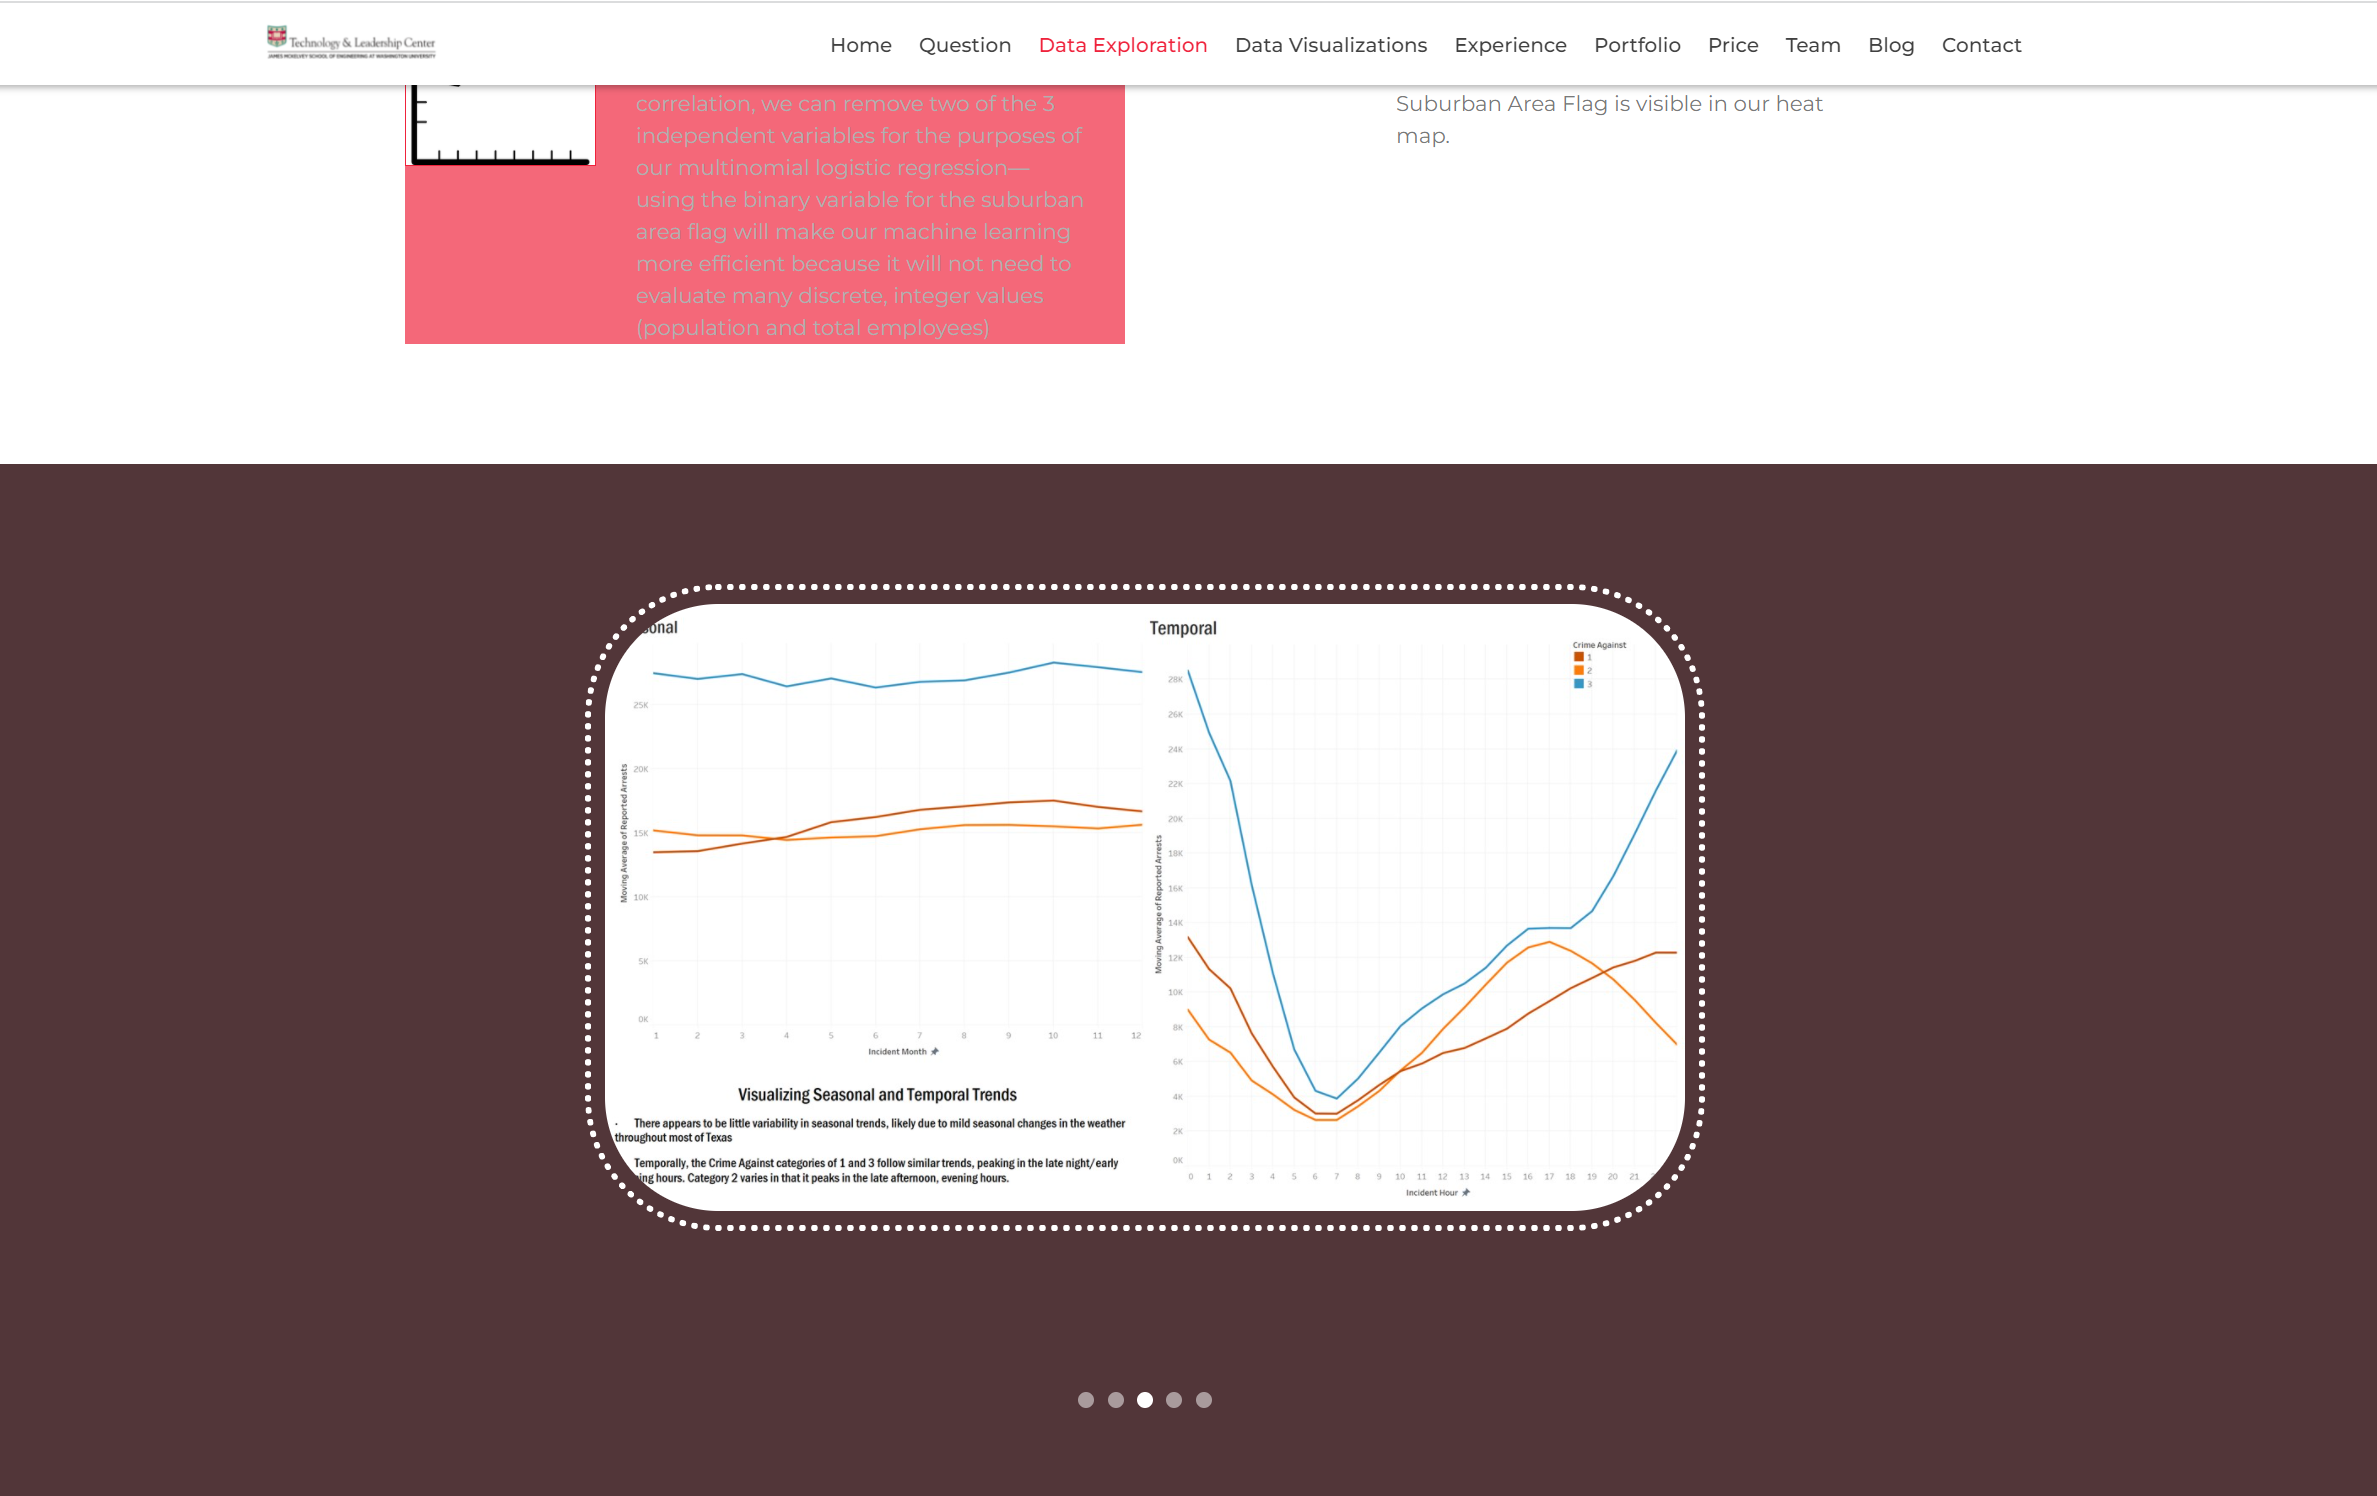 Technology & Leadership Center
JAMES MCKELVEY SCHOOL OF ENGINEERING AT WASHINGTON UNIVERSITY
Home Question Data Exploration Data Visualizations Experience Portfolio Price Team Blog Contact
correlation, we can remove two of the 3
independent variables for the purposes of
our multinomial logistic regression—
using the binary variable for the suburban
area flag will make our machine learning
more efficient because it will not need to
evaluate many discrete, integer values
(population and total employees)
Suburban Area Flag is visible in our heat
map.
sonal
25K
20K
15K
10K
5K
0K
Moving Average of Reported Arrests
1 2 3 4 5 6 7 8 9 10 11 12
Incident Month
Visualizing Seasonal and Temporal Trends
· There appears to be little variability in seasonal trends, likely due to mild seasonal changes in the weather
throughout most of Texas
Temporally, the Crime Against categories of 1 and 3 follow similar trends, peaking in the late night/early
ing hours. Category 2 varies in that it peaks in the late afternoon, evening hours.
Temporal
Crime Against
1
2
3
28K
26K
24K
22K
20K
18K
16K
14K
12K
10K
8K
6K
4K
2K
0K
Moving Average of Reported Arrests
0 1 2 3 4 5 6 7 8 9 10 11 12 13 14 15 16 17 18 19 20 21
Incident Hour